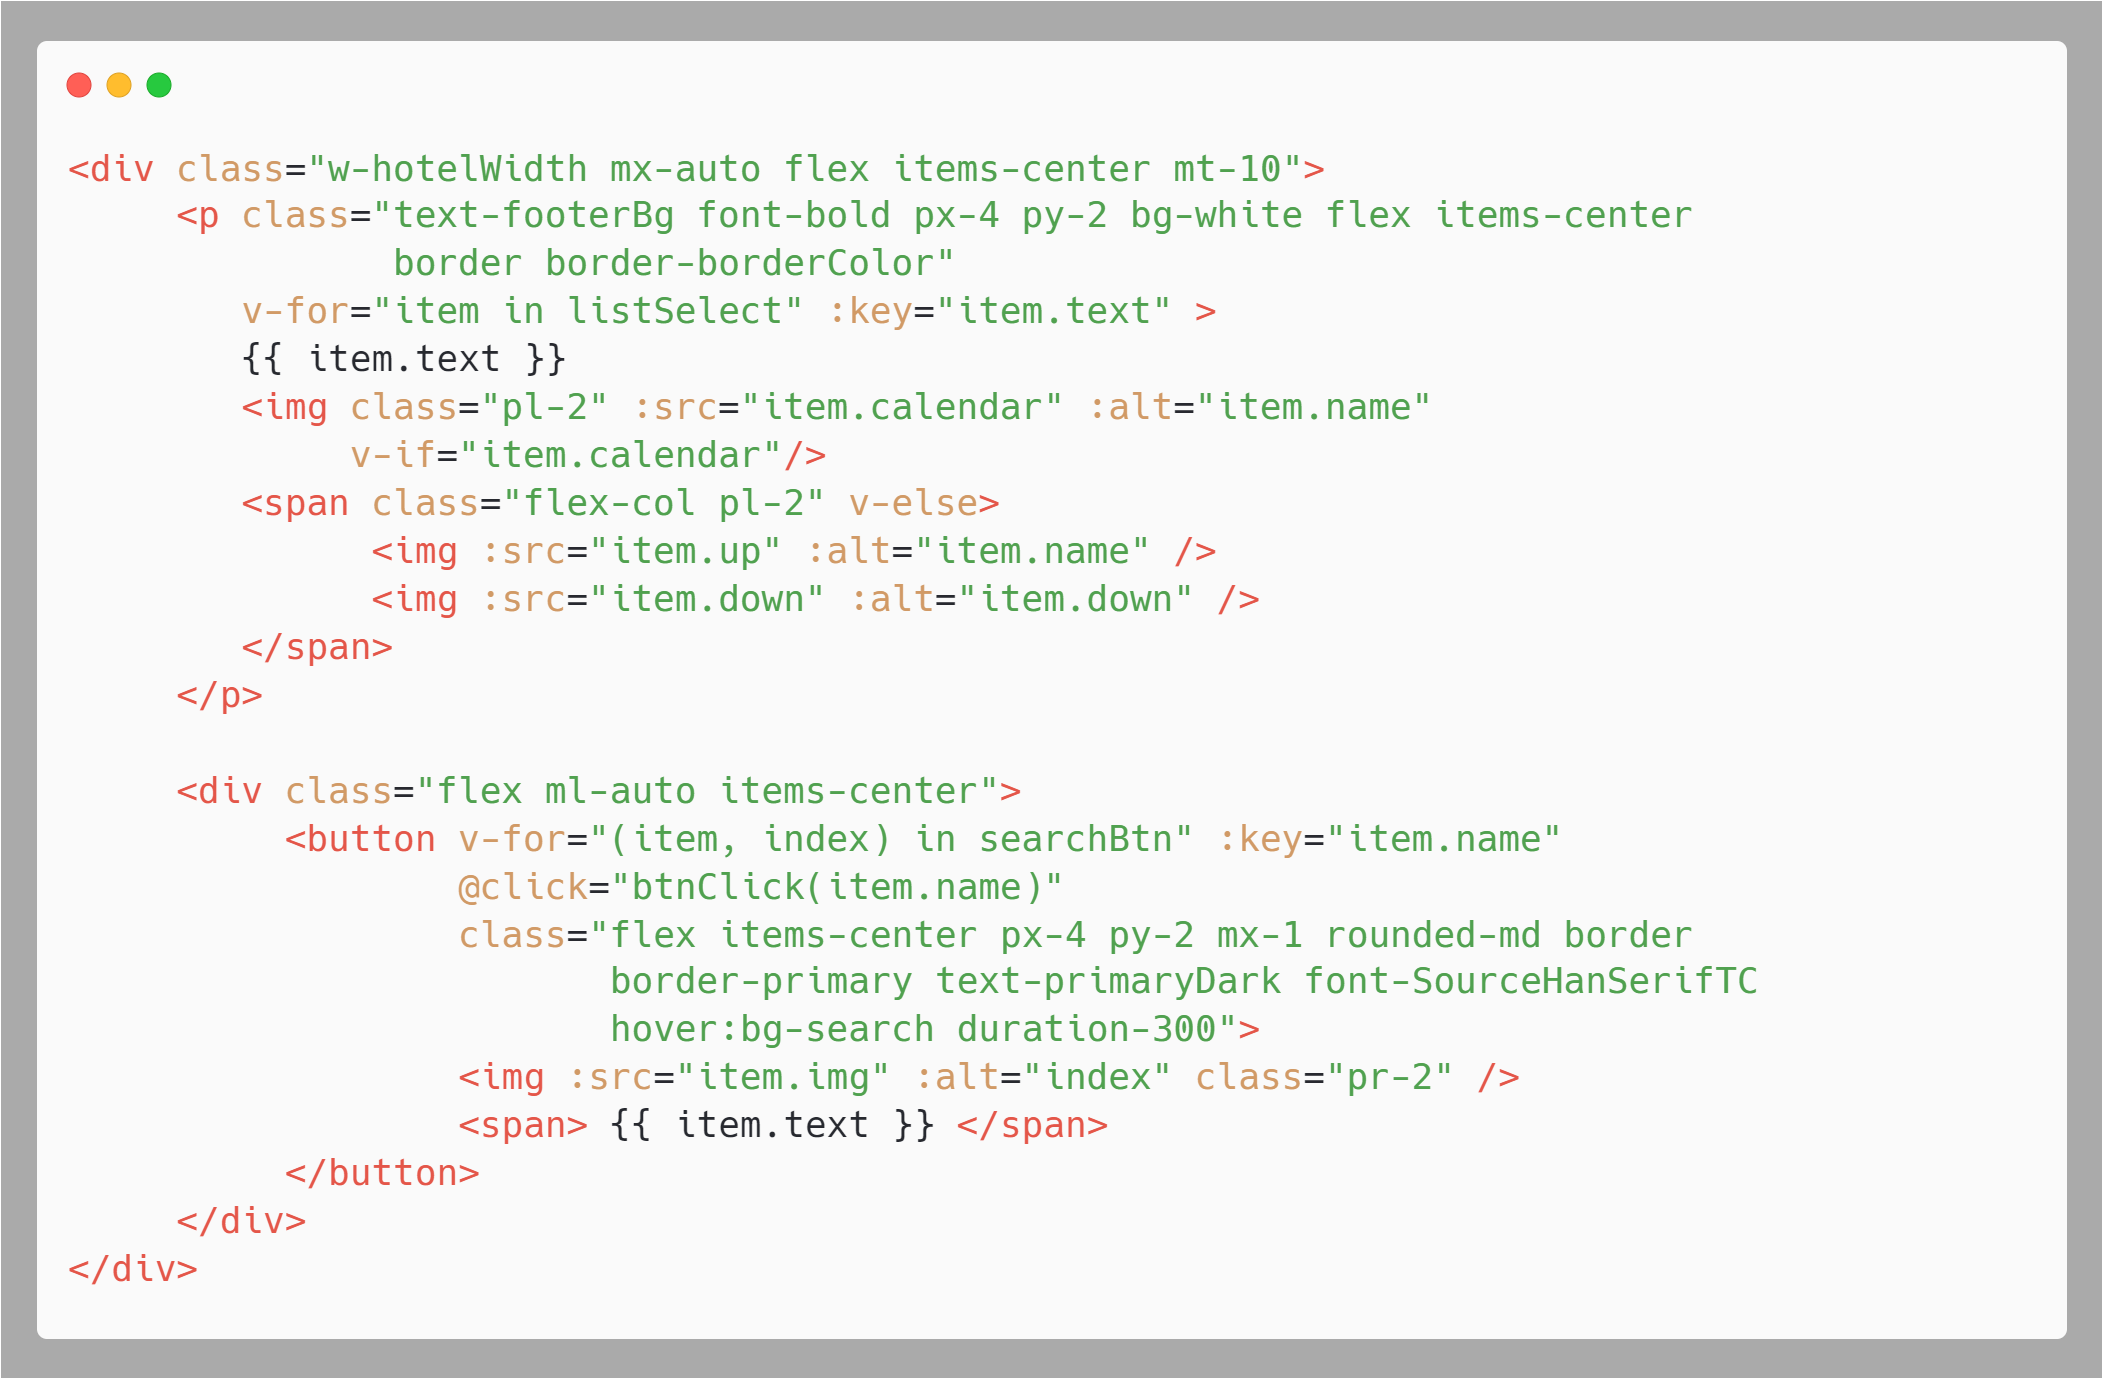 <div class="w-hotelWidth mx-auto flex items-center mt-10">
     <p class="text-footerBg font-bold px-4 py-2 bg-white flex items-center
               border border-borderColor"
        v-for="item in listSelect" :key="item.text" >
        {{ item.text }}
        <img class="pl-2" :src="item.calendar" :alt="item.name"
             v-if="item.calendar"/>
        <span class="flex-col pl-2" v-else>
              <img :src="item.up" :alt="item.name" />
              <img :src="item.down" :alt="item.down" />
        </span>
     </p>

     <div class="flex ml-auto items-center">
          <button v-for="(item, index) in searchBtn" :key="item.name"
                  @click="btnClick(item.name)"
                  class="flex items-center px-4 py-2 mx-1 rounded-md border
                         border-primary text-primaryDark font-SourceHanSerifTC
                         hover:bg-search duration-300">
                  <img :src="item.img" :alt="index" class="pr-2" />
                  <span> {{ item.text }} </span>
          </button>
     </div>
</div>